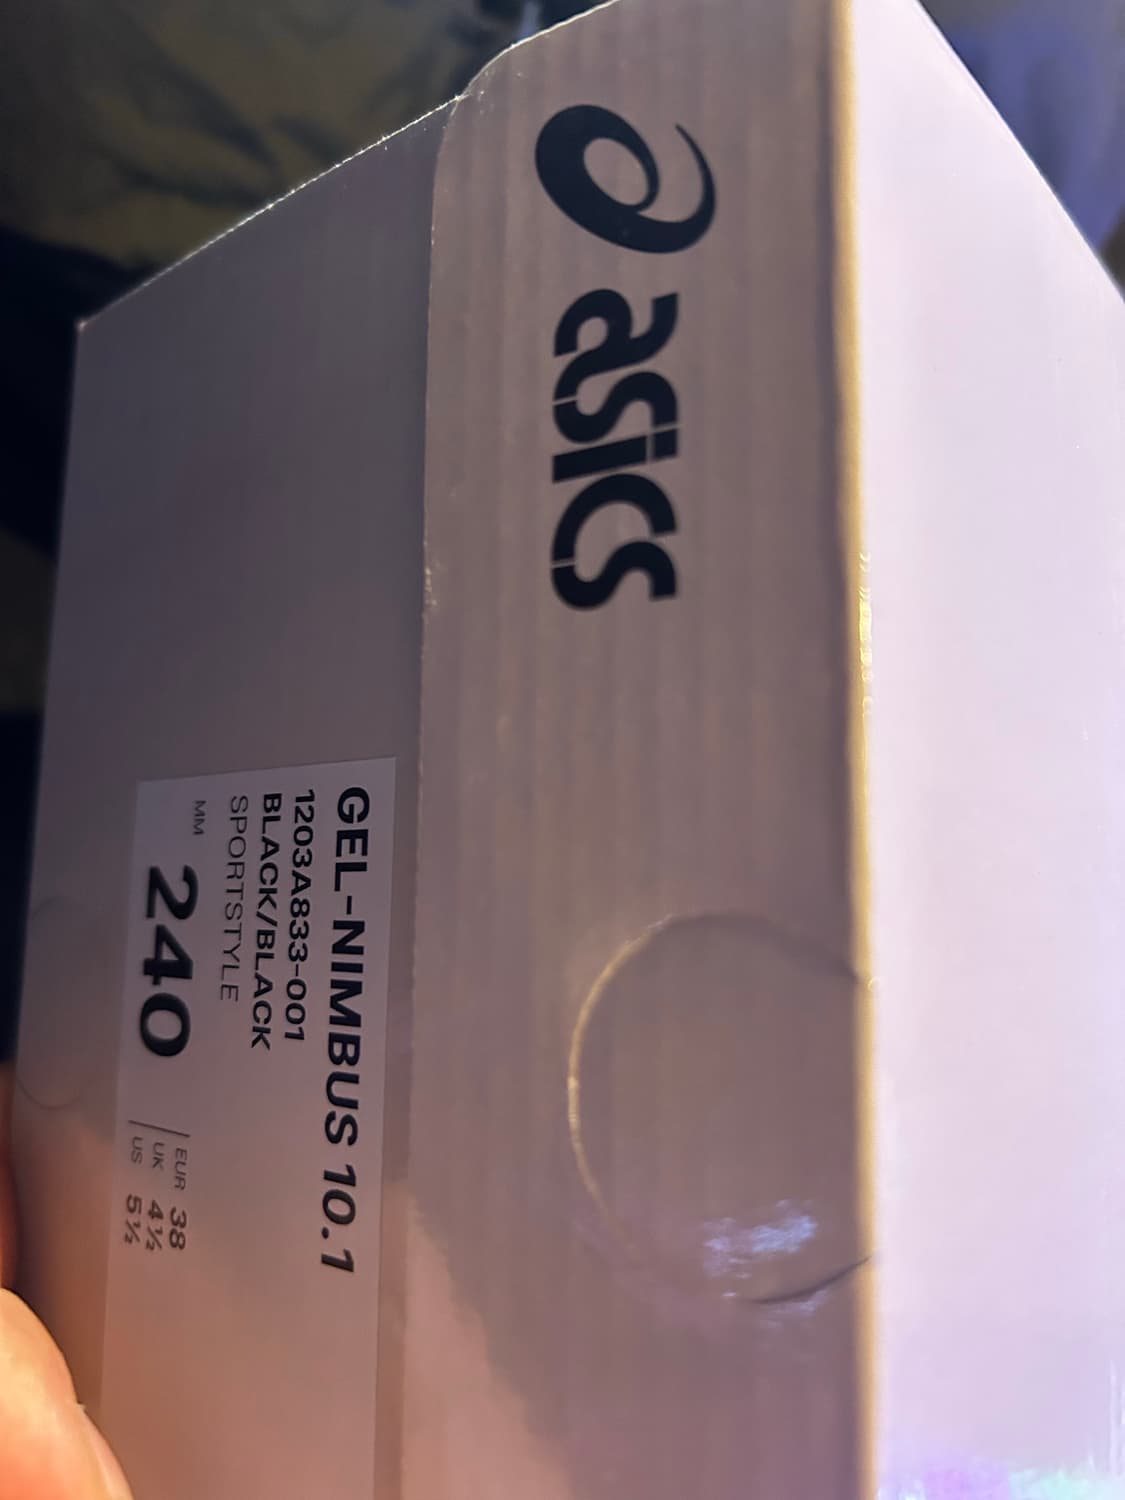 asics
GEL-NIMBUS 10.1
1203A833-001
BLACK/BLACK
SPORTSTYLE
MM 240
EUR 38
UK 4½
US 5½